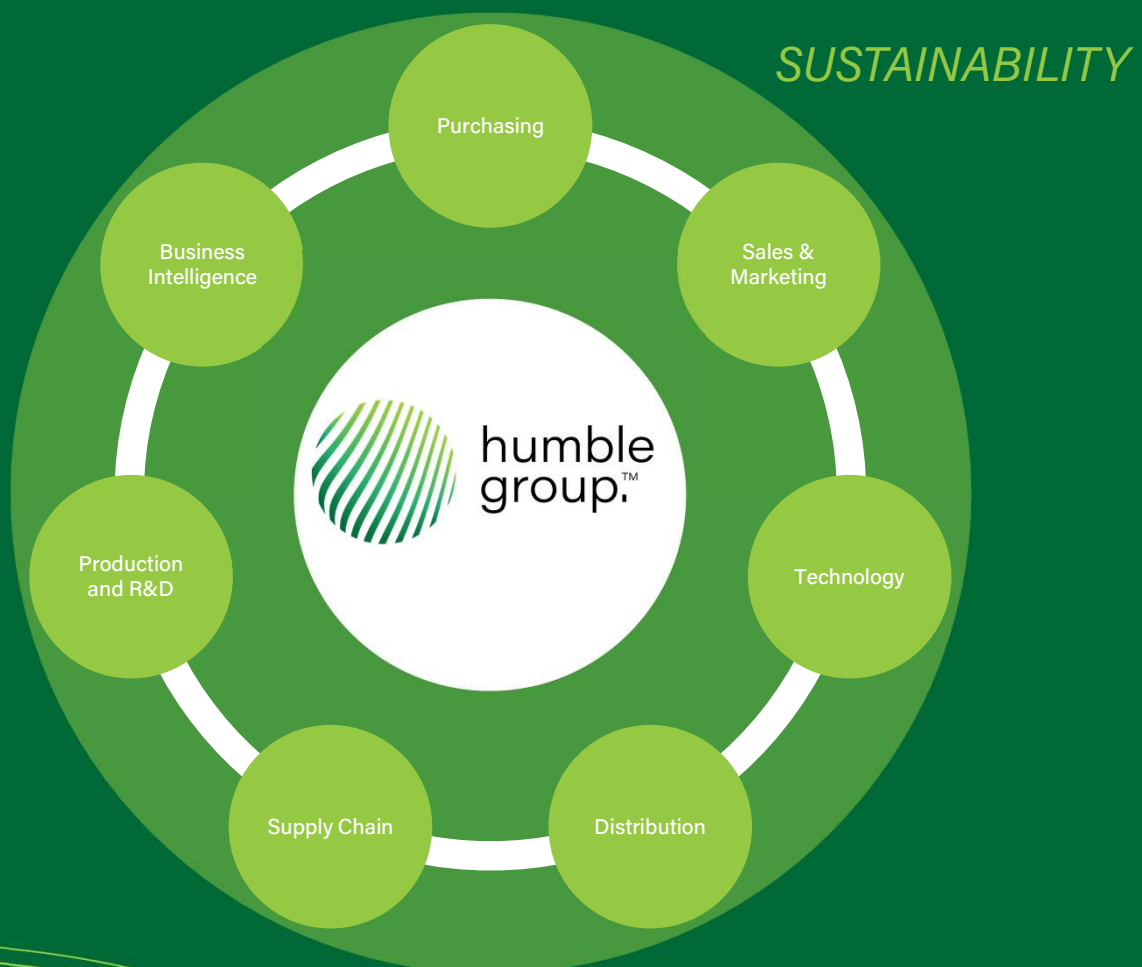 SUSTAINABILITY
Purchasing
Business
Intelligence
Sales &
Marketing
humble
group.™
Production
and R&D
Technology
Supply Chain
Distribution